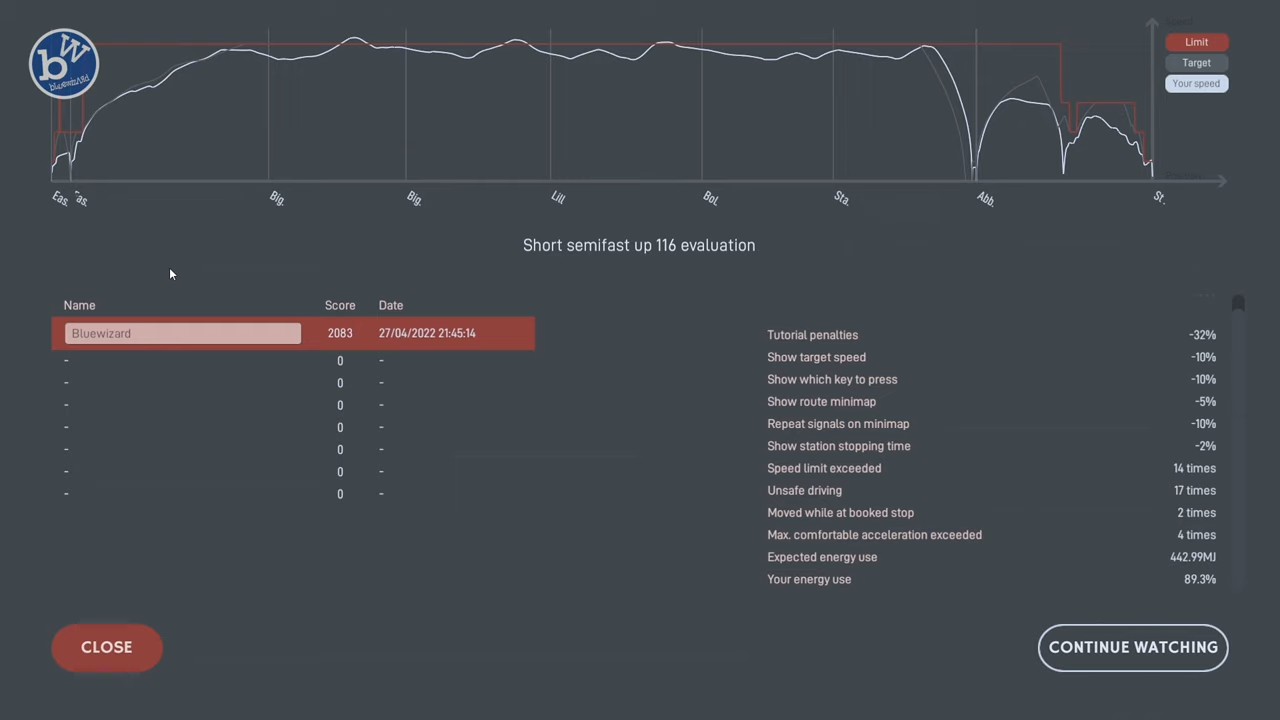 bW
bluewizard
Limit
Target
Your speed
Eas. Eas. Big. Big. Lill Bol. Sta. Abb. St.
Short semifast up 116 evaluation
Name Score Date
Bluewizard 2083 27/04/2022 21:45:14
- 0 -
- 0 -
- 0 -
- 0 -
- 0 -
- 0 -
- 0 -
Tutorial penalties -32%
Show target speed -10%
Show which key to press -10%
Show route minimap -5%
Repeat signals on minimap -10%
Show station stopping time -2%
Speed limit exceeded 14 times
Unsafe driving 17 times
Moved while at booked stop 2 times
Max. comfortable acceleration exceeded 4 times
Expected energy use 442.99MJ
Your energy use 89.3%
CLOSE
CONTINUE WATCHING